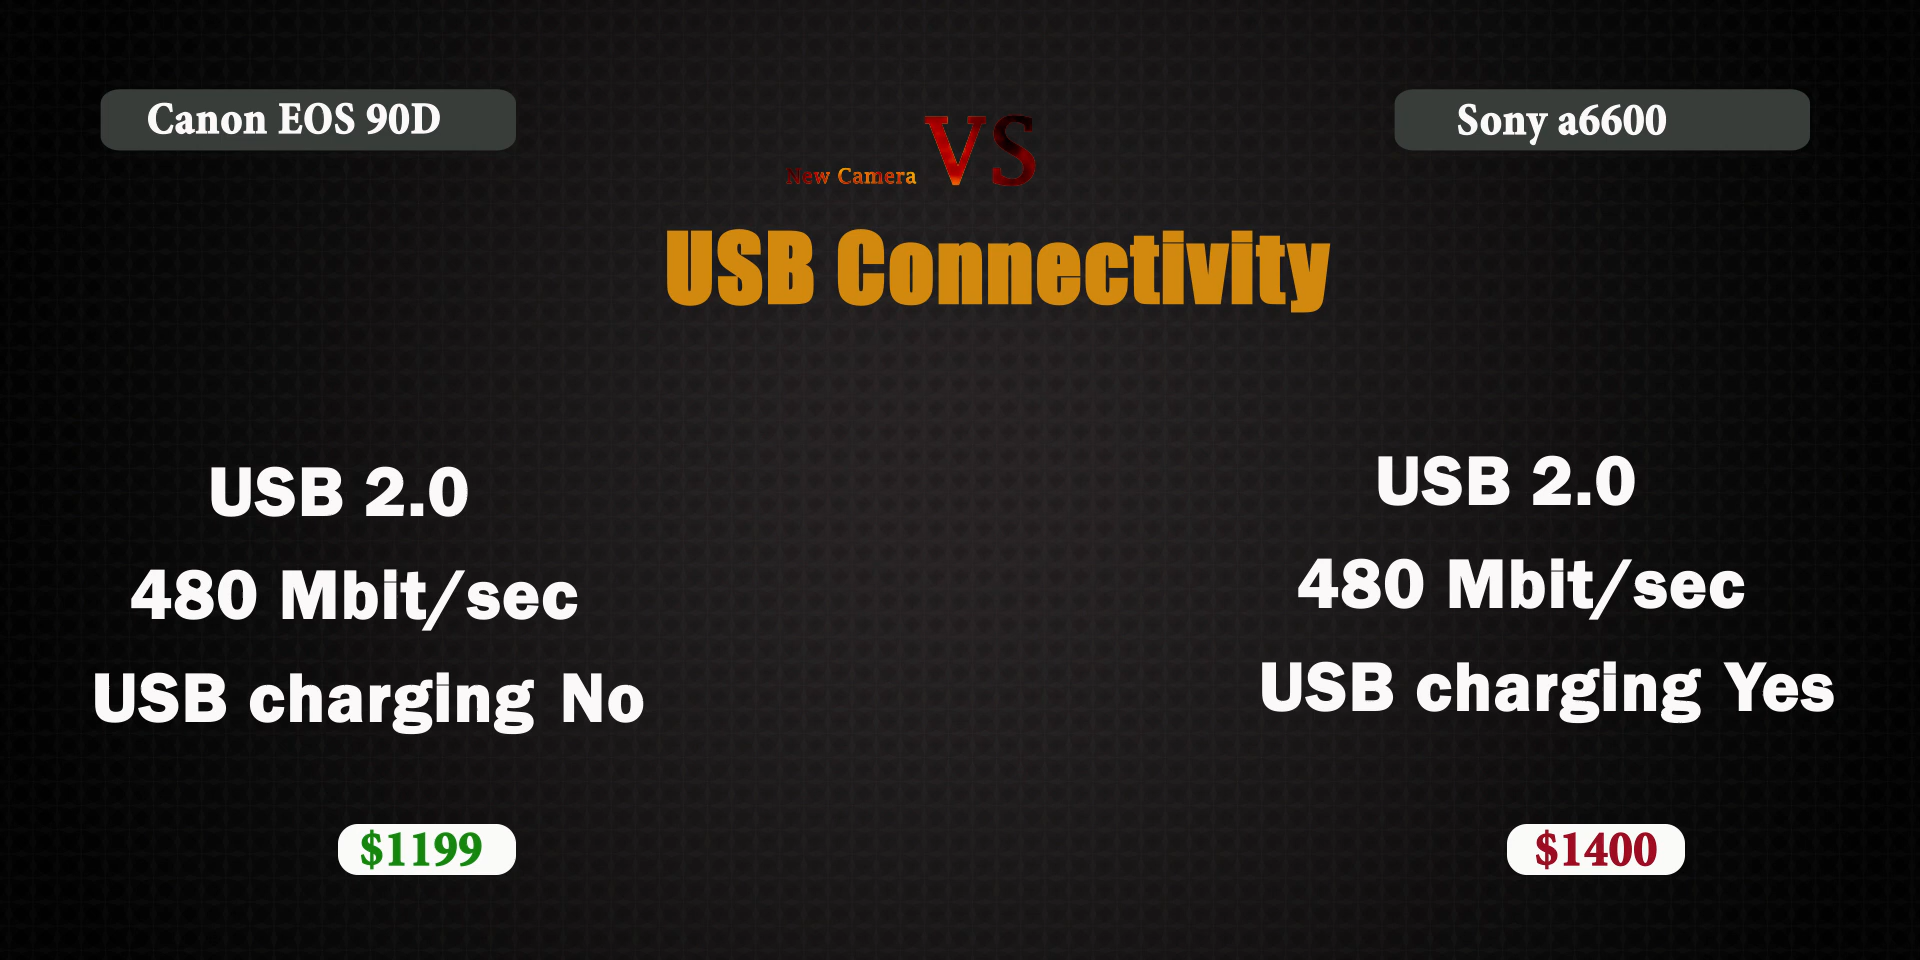 Canon EOS 90D
Sony a6600
New Camera VS
USB Connectivity
USB 2.0
480 Mbit/sec
USB charging No
USB 2.0
480 Mbit/sec
USB charging Yes
$1199
$1400